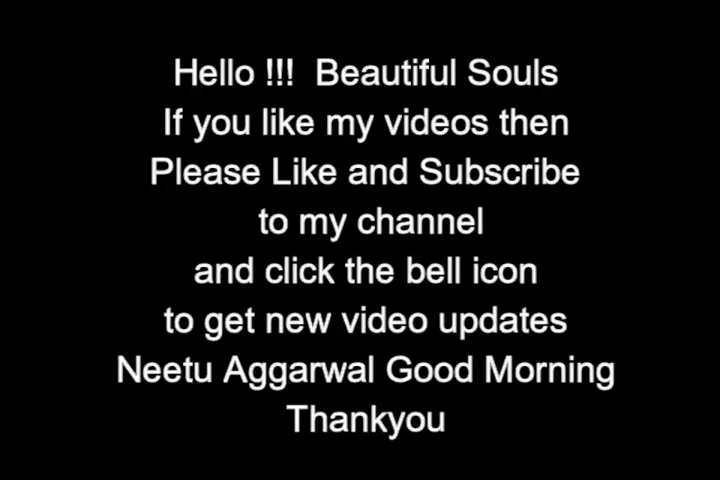 Hello !!!  Beautiful Souls
If you like my videos then
Please Like and Subscribe
to my channel
and click the bell icon
to get new video updates
Neetu Aggarwal Good Morning
Thankyou